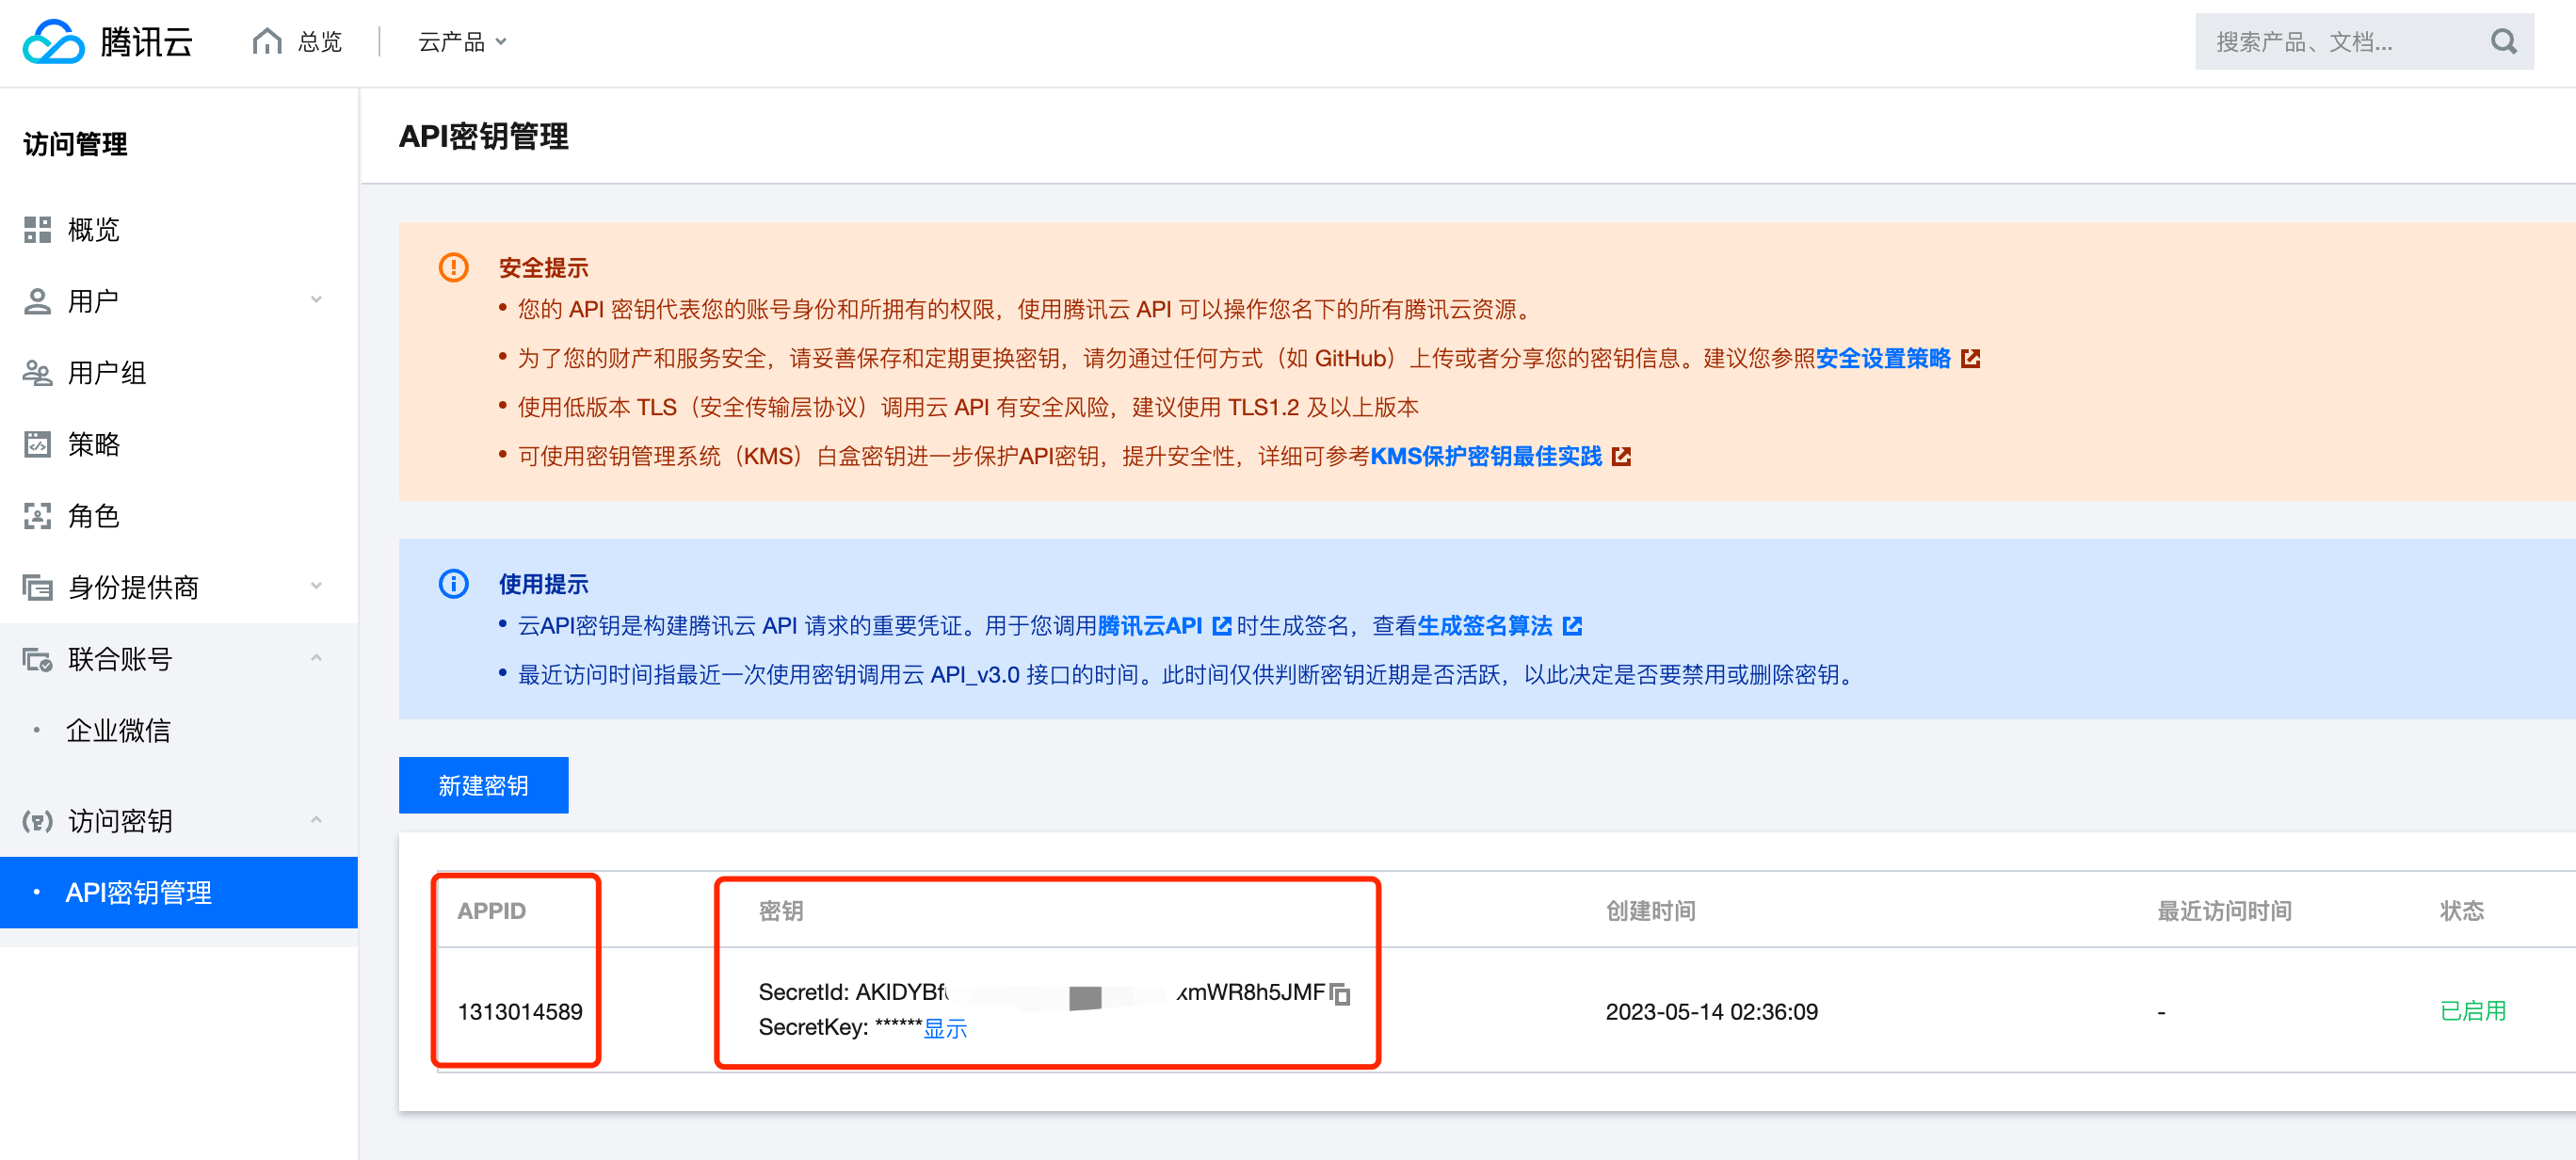 腾讯云
总览
云产品
搜索产品、文档...
访问管理
概览
用户
用户组
策略
角色
身份提供商
联合账号
企业微信
访问密钥
API密钥管理
API密钥管理
安全提示
您的 API 密钥代表您的账号身份和所拥有的权限，使用腾讯云 API 可以操作您名下的所有腾讯云资源。
为了您的财产和服务安全，请妥善保存和定期更换密钥，请勿通过任何方式（如 GitHub）上传或者分享您的密钥信息。建议您参照安全设置策略
使用低版本 TLS（安全传输层协议）调用云 API 有安全风险，建议使用 TLS1.2 及以上版本
可使用密钥管理系统（KMS）白盒密钥进一步保护API密钥，提升安全性，详细可参考KMS保护密钥最佳实践
使用提示
云API密钥是构建腾讯云 API 请求的重要凭证。用于您调用腾讯云API 时生成签名，查看生成签名算法
最近访问时间指最近一次使用密钥调用云 API_v3.0 接口的时间。此时间仅供判断密钥近期是否活跃，以此决定是否要禁用或删除密钥。
新建密钥
APPID 密钥 创建时间 最近访问时间 状态
SecretId: AKIDYBf xmWR8h5JMF
1313014589 2023-05-14 02:36:09 - 已启用
SecretKey: ******显示